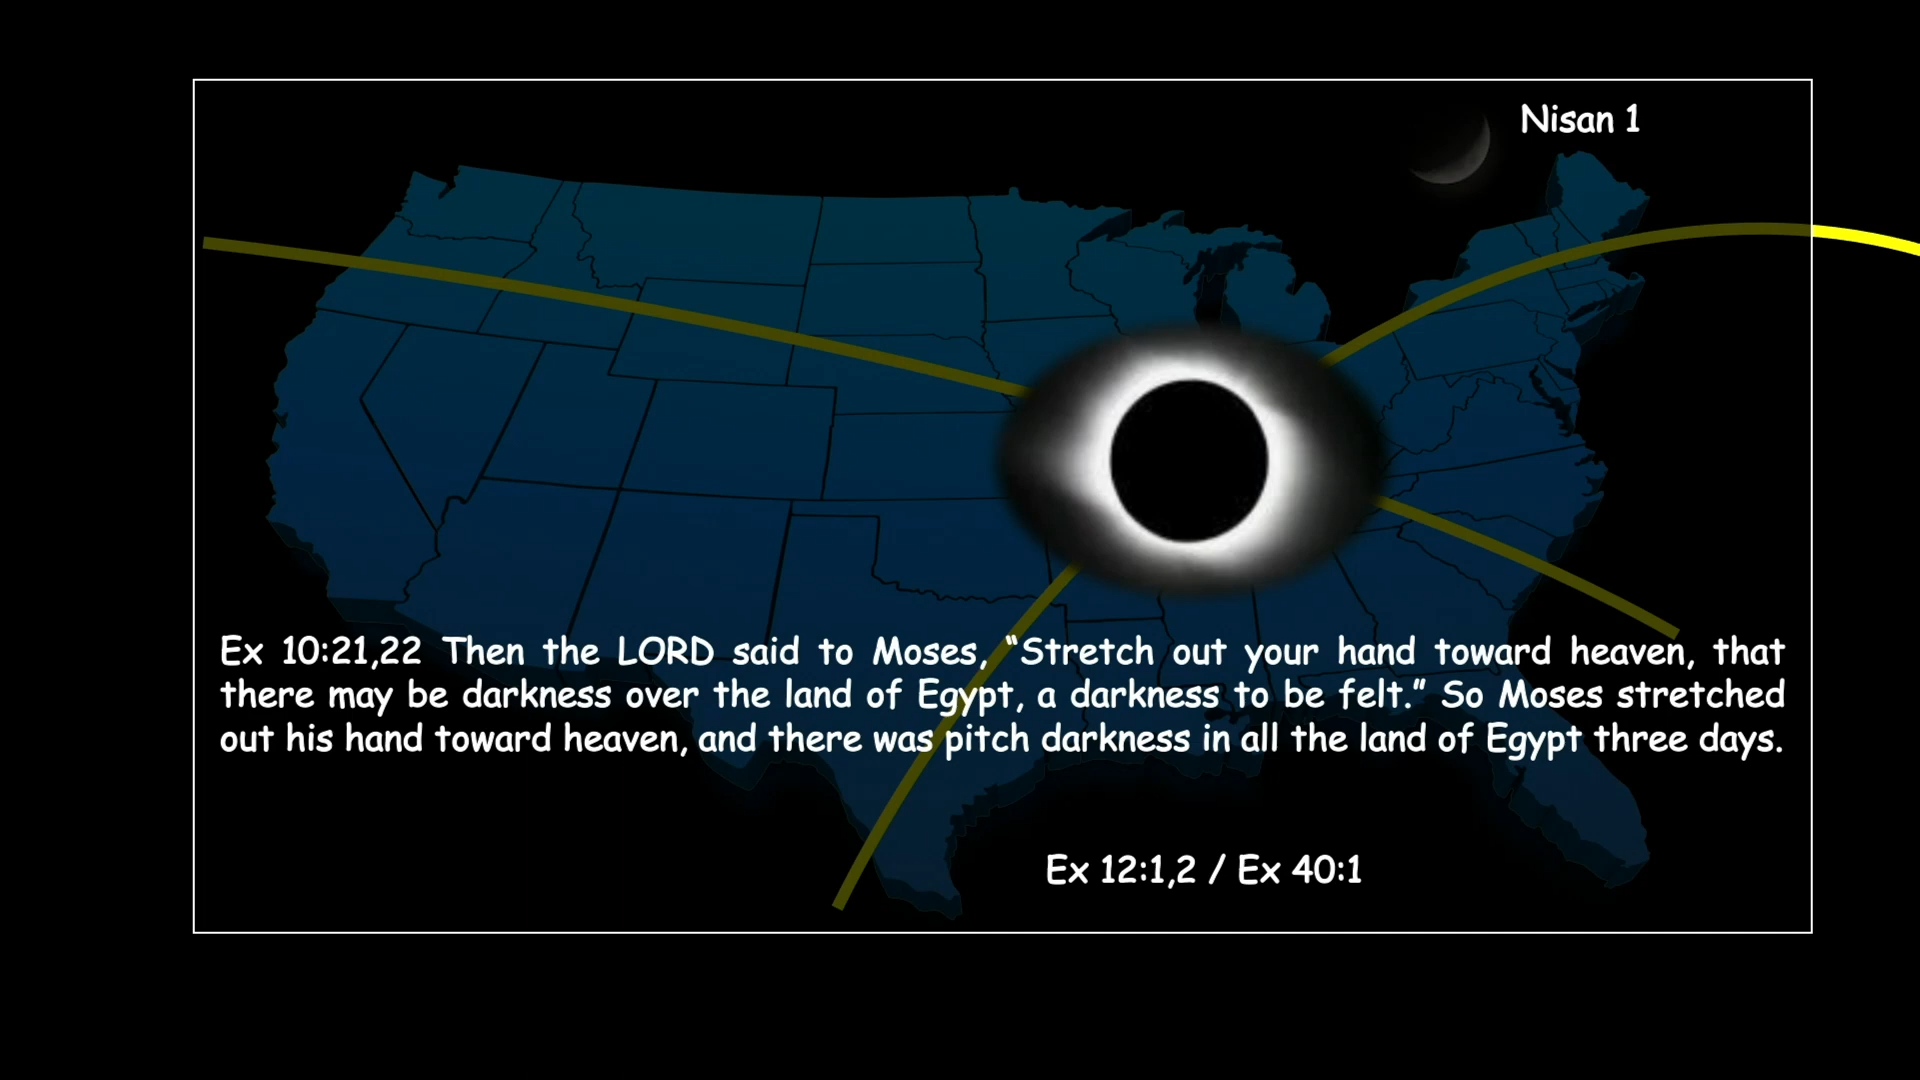 Nisan 1
Ex 10:21,22 Then the LORD said to Moses, “Stretch out your hand toward heaven, that
there may be darkness over the land of Egypt, a darkness to be felt.” So Moses stretched
out his hand toward heaven, and there was pitch darkness in all the land of Egypt three days.
Ex 12:1,2 / Ex 40:1